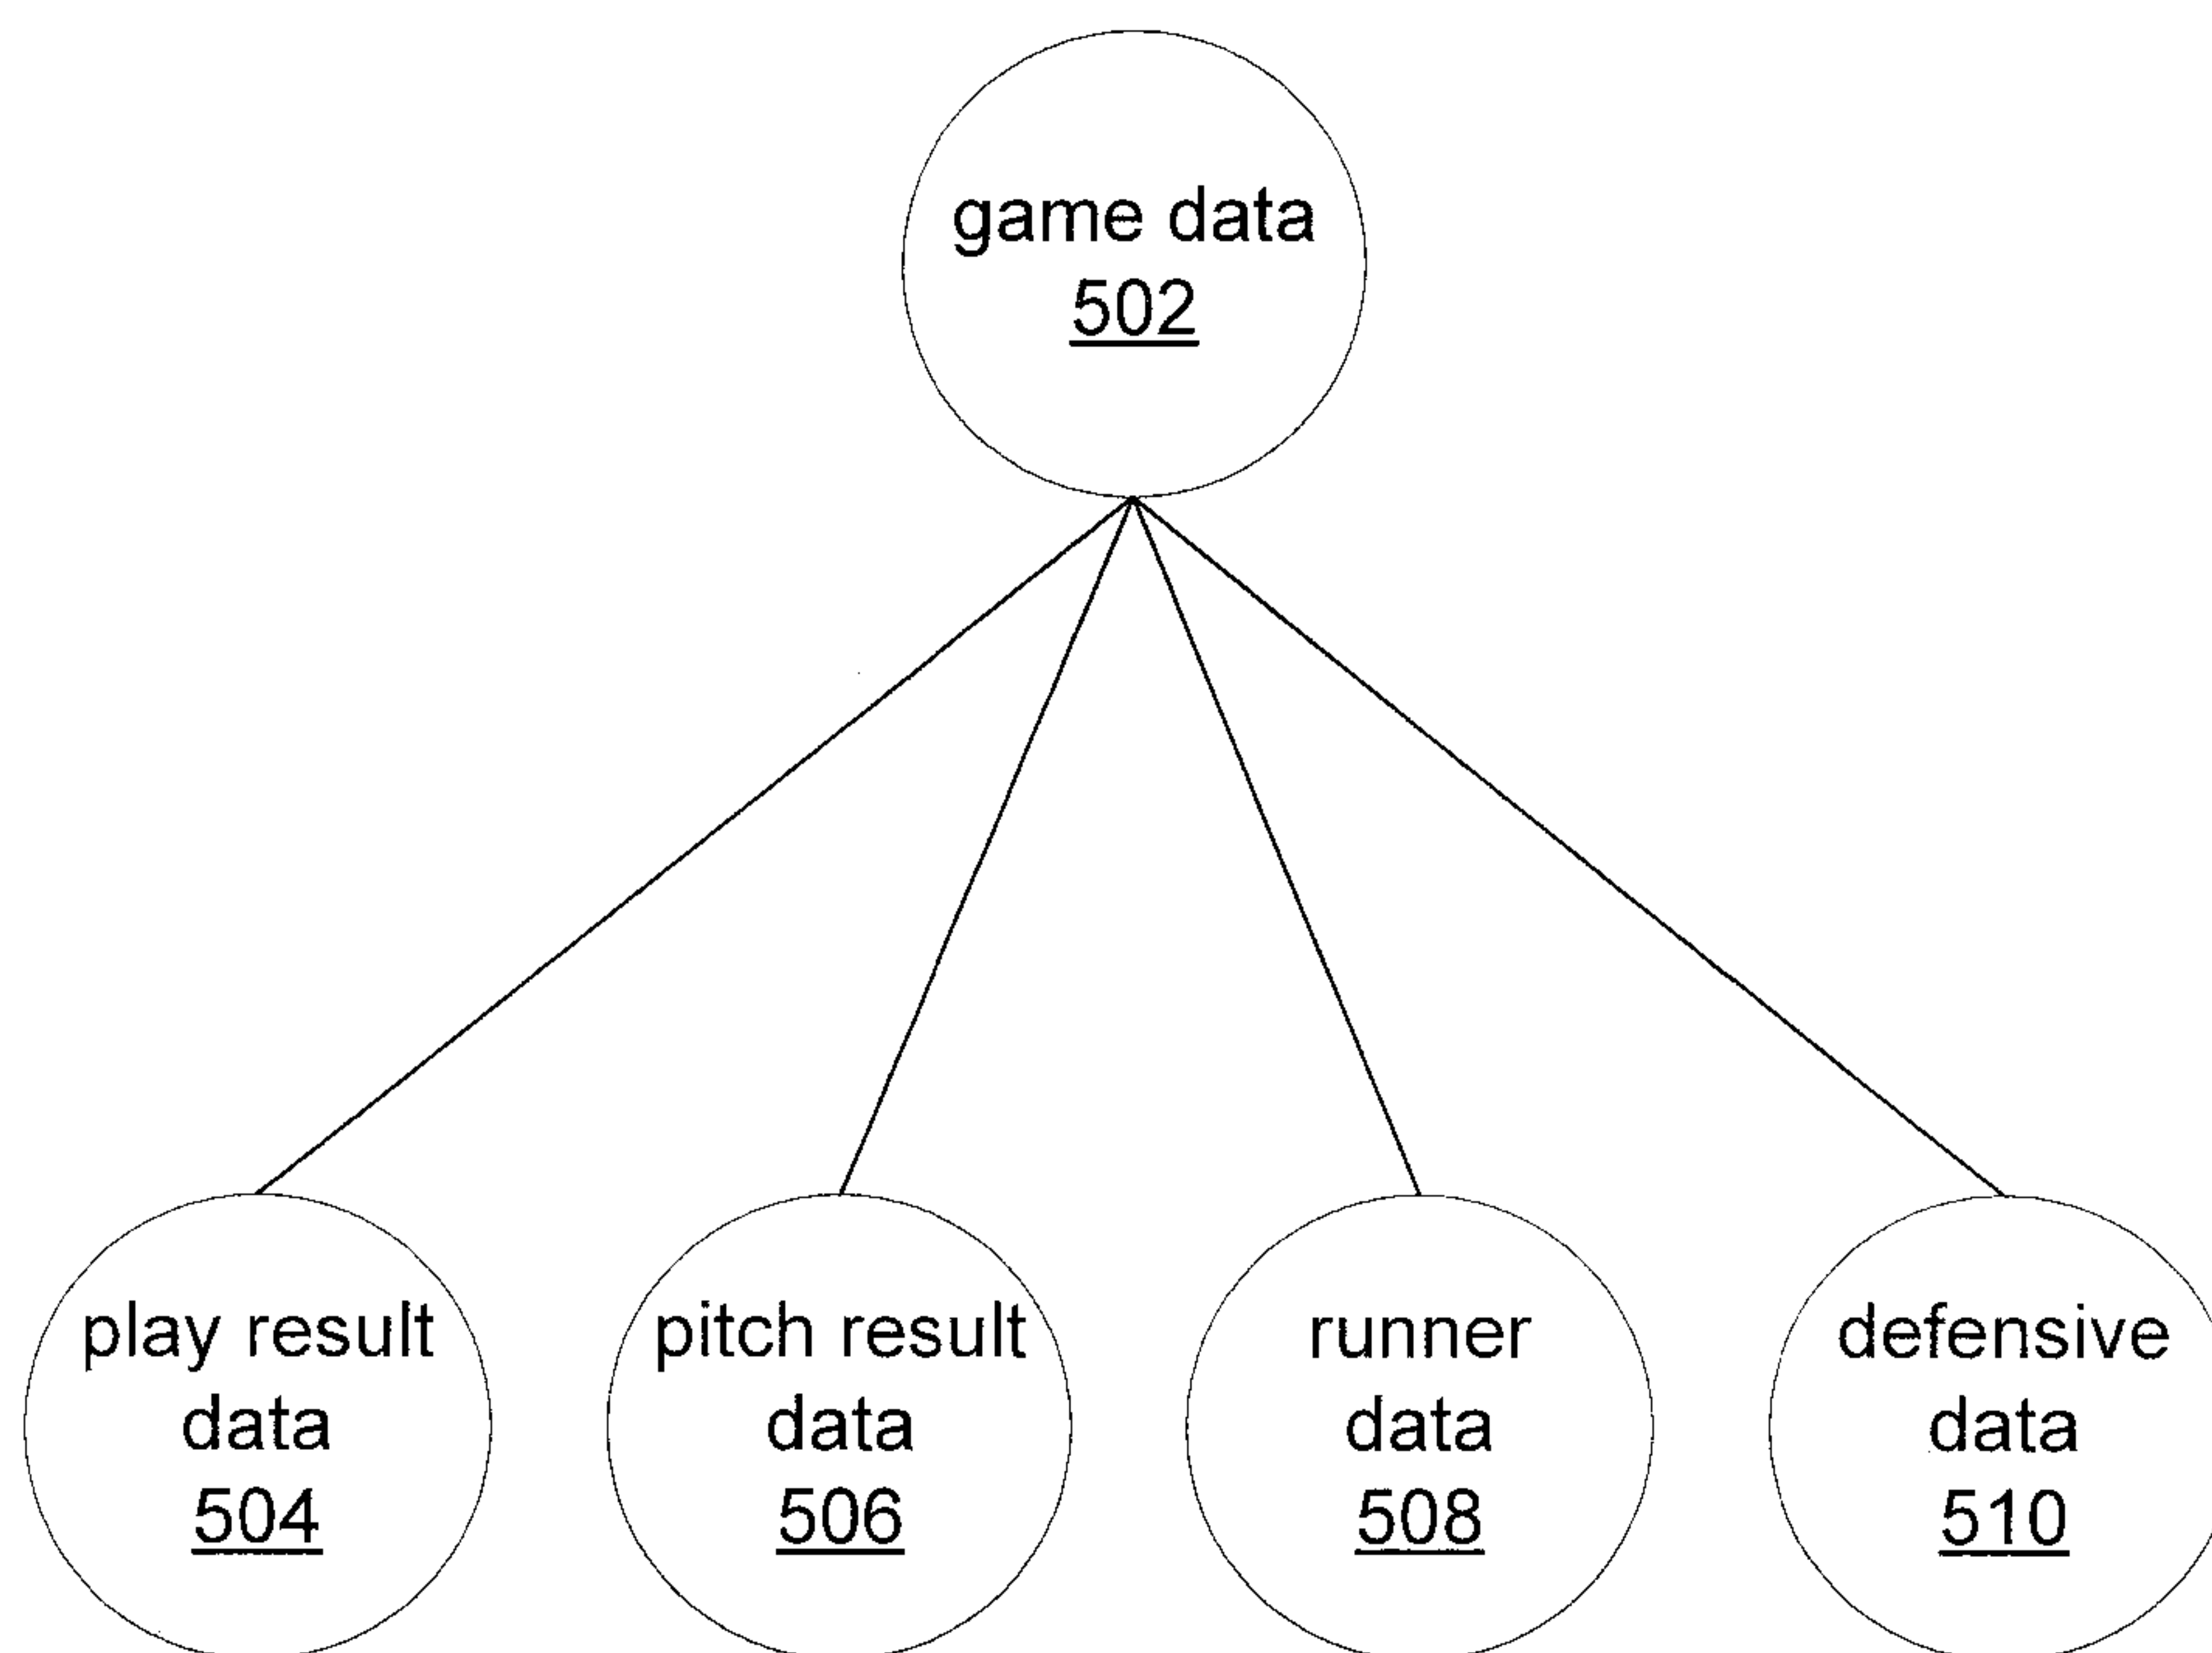 game data
502
play result
data
504
pitch result
data
506
runner
data
508
defensive
data
510